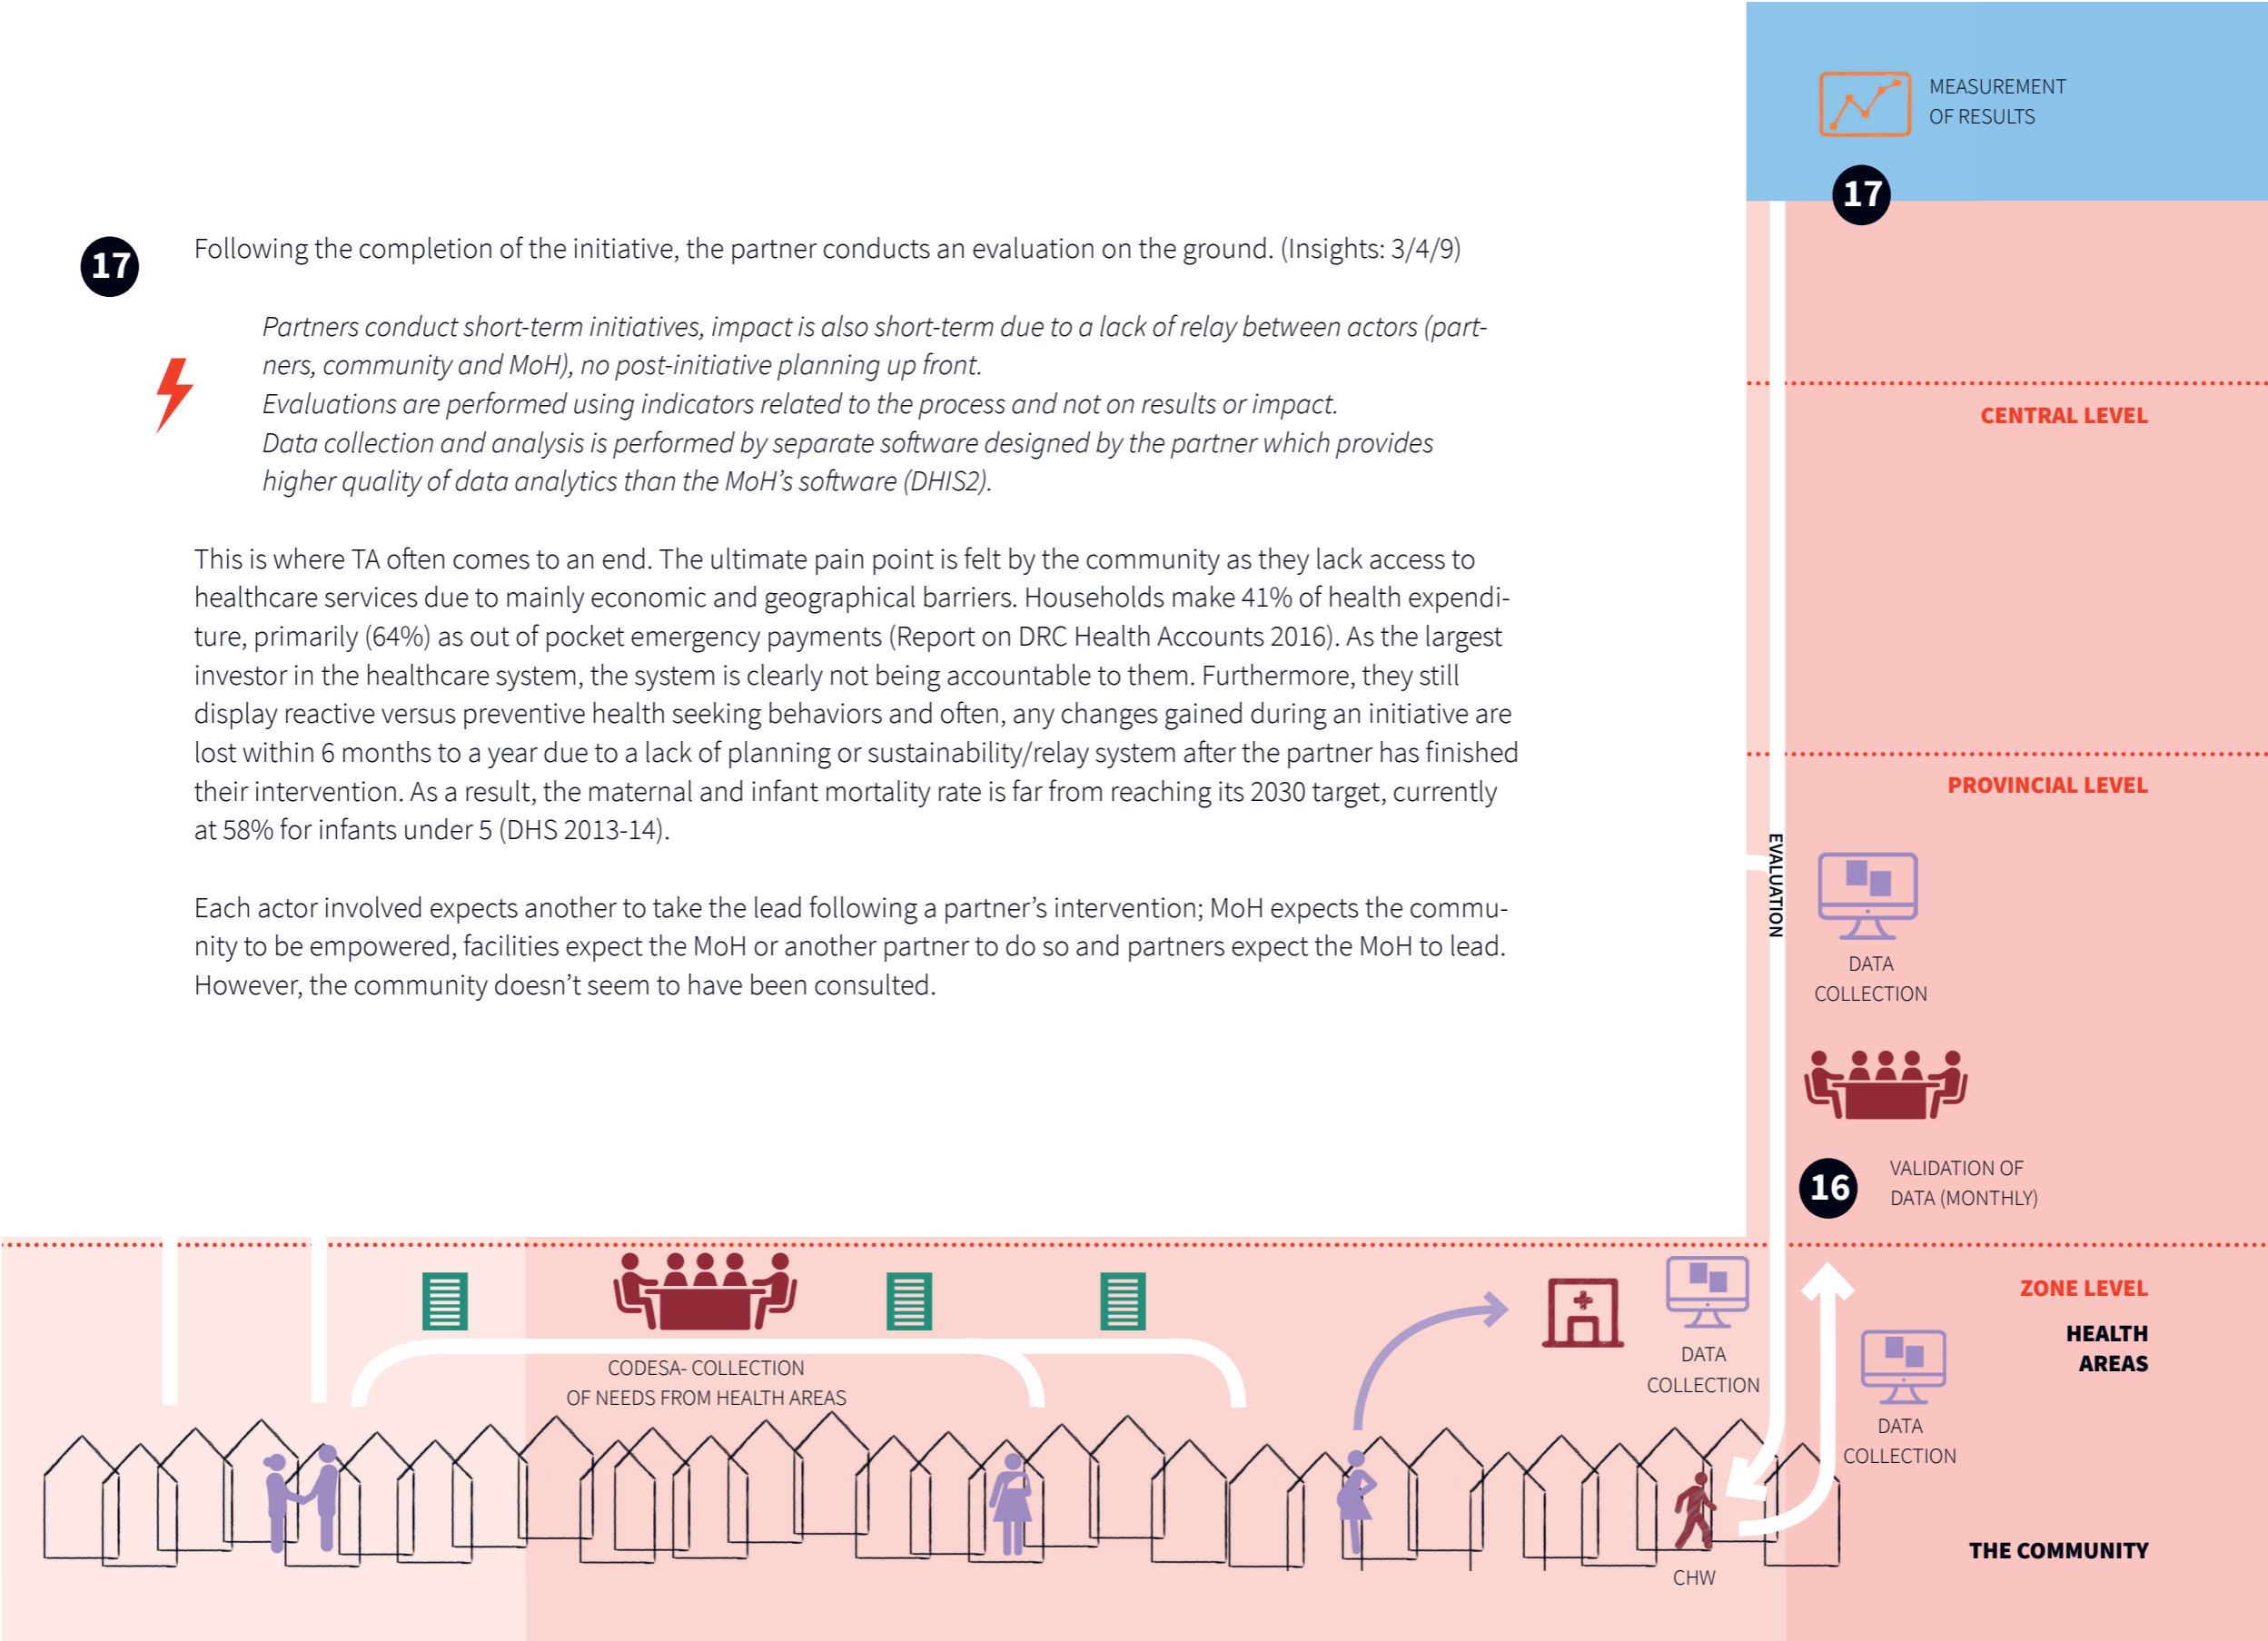 MEASUREMENT
OF RESULTS
17
17
Following the completion of the initiative, the partner conducts an evaluation on the ground. (Insights: 3/4/9)
Partners conduct short-term initiatives, impact is also short-term due to a lack of relay between actors (part-
ners, community and MoH), no post-initiative planning up front.
Evaluations are performed using indicators related to the process and not on results or impact.
Data collection and analysis is performed by separate software designed by the partner which provides
higher quality of data analytics than the MoH's software (DHIS2).
This is where TA often comes to an end. The ultimate pain point is felt by the community as they lack access to
healthcare services due to mainly economic and geographical barriers. Households make 41% of health expendi-
ture, primarily (64%) as out of pocket emergency payments (Report on DRC Health Accounts 2016). As the largest
investor in the healthcare system, the system is clearly not being accountable to them. Furthermore, they still
display reactive versus preventive health seeking behaviors and often, any changes gained during an initiative are
lost within 6 months to a year due to a lack of planning or sustainability/relay system after the partner has finished
their intervention. As a result, the maternal and infant mortality rate is far from reaching its 2030 target, currently
at 58% for infants under 5 (DHS 2013-14).
Each actor involved expects another to take the lead following a partner's intervention; MoH expects the commu-
nity to be empowered, facilities expect the MoH or another partner to do so and partners expect the MoH to lead.
However, the community doesn't seem to have been consulted.
CENTRAL LEVEL
PROVINCIAL LEVEL
EVALUATION
DATA
COLLECTION
16
VALIDATION OF
DATA (MONTHLY)
ZONE LEVEL
HEALTH
AREAS
CODESA- COLLECTION
OF NEEDS FROM HEALTH AREAS
DATA
COLLECTION
DATA
COLLECTION
THE COMMUNITY
CHW